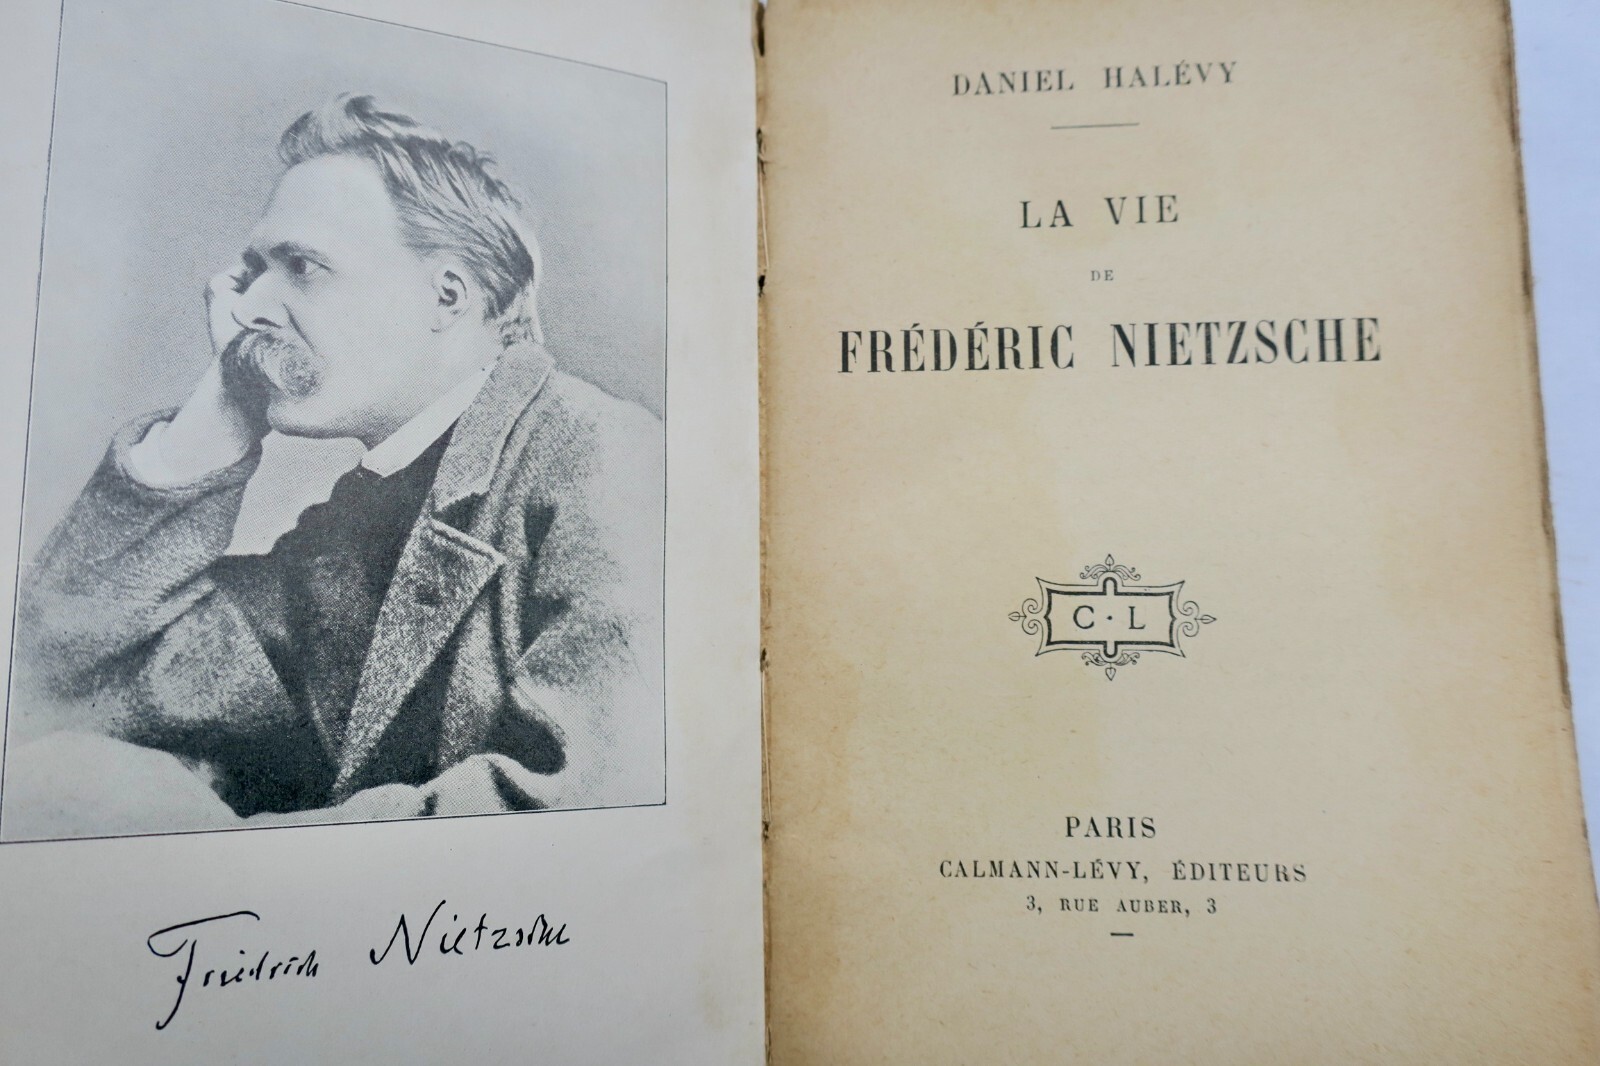 Friedrich Nietzsche
DANIEL HALÉVY
LA VIE
DE
FRÉDÉRIC NIETZSCHE
C · L
PARIS
CALMANN-LÉVY, ÉDITEURS
3, RUE AUBER, 3